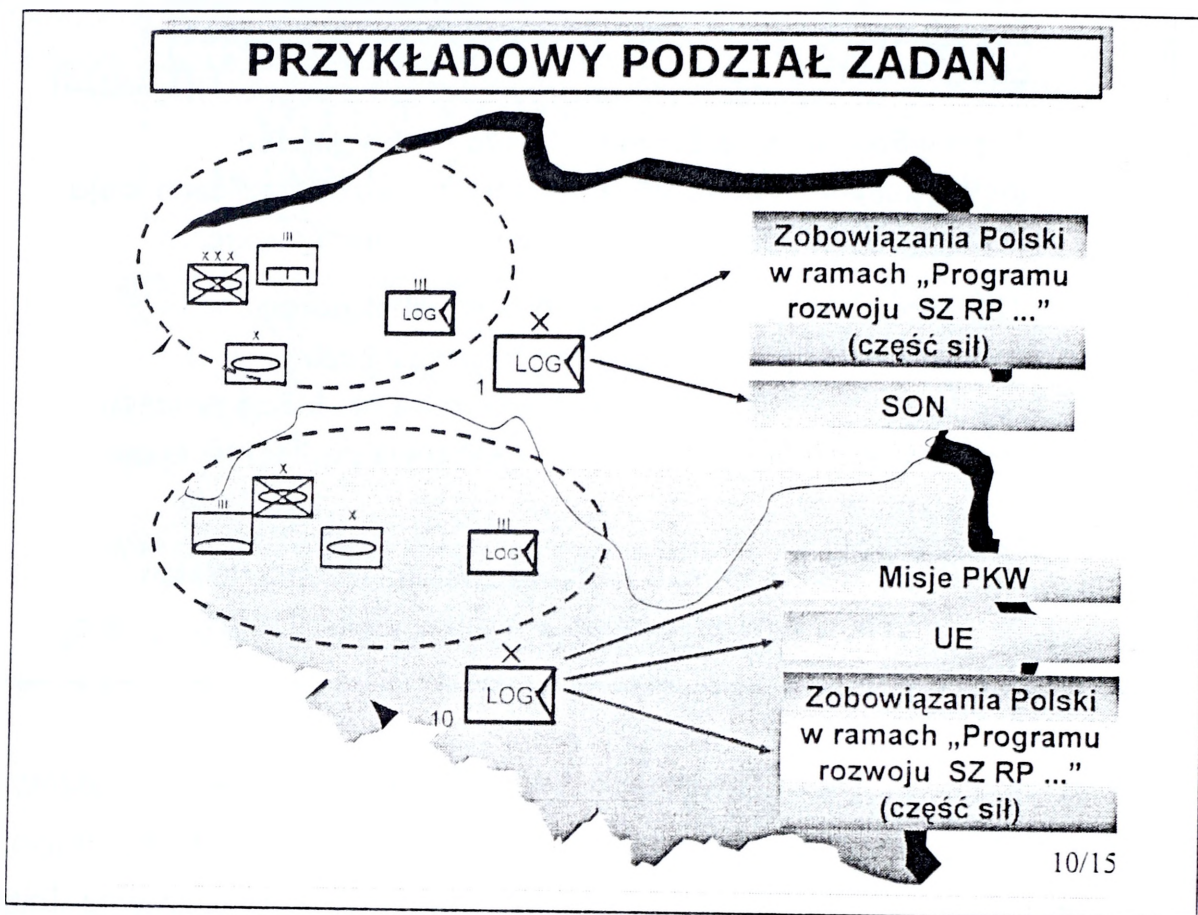 PRZYKŁADOWY PODZIAŁ ZADAŃ
X X X
III
III
LOG
X
X
LOG
1
Zobowiązania Polski
w ramach „Programu
rozwoju SZ RP ...”
(część sił)
SON
X
III
X
III
LOG
X
LOG
10
Misje PKW
UE
Zobowiązania Polski
w ramach „Programu
rozwoju SZ RP ...”
(część sił)
10/15